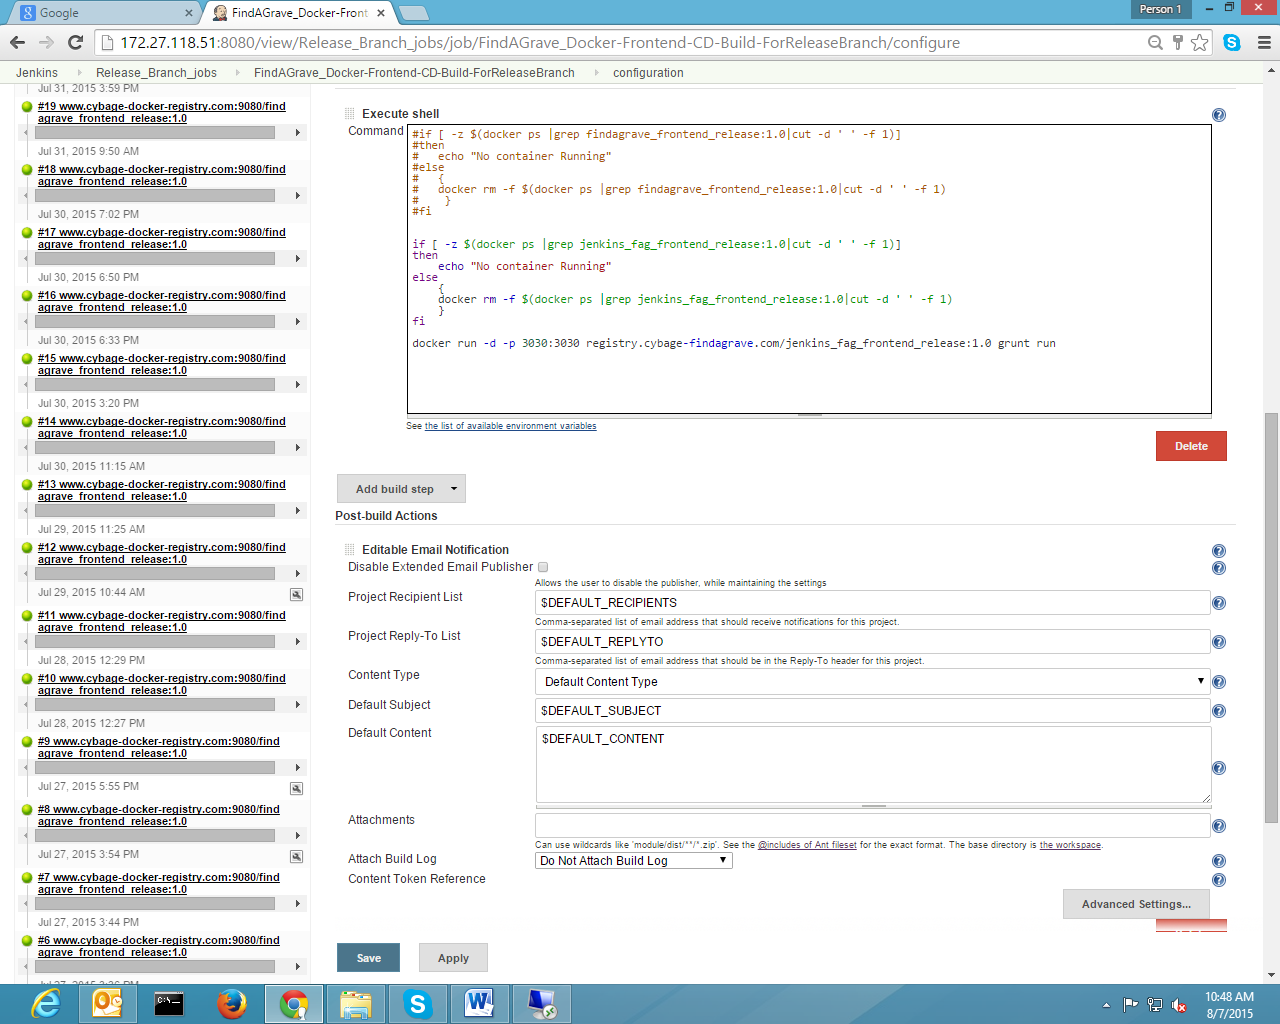 Google
FindAGrave_Docker-Front
Person 1
172.27.118.51:8080/view/Release_Branch_jobs/job/FindAGrave_Docker-Frontend-CD-Build-ForReleaseBranch/configure
Jenkins
Release_Branch_jobs
FindAGrave_Docker-Frontend-CD-Build-ForReleaseBranch
configuration
Jul 31, 2015 3:59 PM
#19 www.cybage-docker-registry.com:9080/find
agrave_frontend_release:1.0
Jul 31, 2015 9:50 AM
#18 www.cybage-docker-registry.com:9080/find
agrave_frontend_release:1.0
Jul 30, 2015 7:02 PM
#17 www.cybage-docker-registry.com:9080/find
agrave_frontend_release:1.0
Jul 30, 2015 6:50 PM
#16 www.cybage-docker-registry.com:9080/find
agrave_frontend_release:1.0
Jul 30, 2015 6:33 PM
#15 www.cybage-docker-registry.com:9080/find
agrave_frontend_release:1.0
Jul 30, 2015 3:20 PM
#14 www.cybage-docker-registry.com:9080/find
agrave_frontend_release:1.0
Jul 30, 2015 11:15 AM
#13 www.cybage-docker-registry.com:9080/find
agrave_frontend_release:1.0
Jul 29, 2015 11:25 AM
#12 www.cybage-docker-registry.com:9080/find
agrave_frontend_release:1.0
Jul 29, 2015 10:44 AM
#11 www.cybage-docker-registry.com:9080/find
agrave_frontend_release:1.0
Jul 28, 2015 12:29 PM
#10 www.cybage-docker-registry.com:9080/find
agrave_frontend_release:1.0
Jul 28, 2015 12:27 PM
#9 www.cybage-docker-registry.com:9080/find
agrave_frontend_release:1.0
Jul 27, 2015 5:55 PM
#8 www.cybage-docker-registry.com:9080/find
agrave_frontend_release:1.0
Jul 27, 2015 3:54 PM
#7 www.cybage-docker-registry.com:9080/find
agrave_frontend_release:1.0
Jul 27, 2015 3:44 PM
#6 www.cybage-docker-registry.com:9080/find
agrave_frontend_release:1.0
Execute shell
Command
#if [ -z $(docker ps |grep findagrave_frontend_release:1.0|cut -d ' ' -f 1)]
#then
#   echo "No container Running"
#else
#   {
#   docker rm -f $(docker ps |grep findagrave_frontend_release:1.0|cut -d ' ' -f 1)
#    }
#fi
if [ -z $(docker ps |grep jenkins_fag_frontend_release:1.0|cut -d ' ' -f 1)]
then
    echo "No container Running"
else
    {
    docker rm -f $(docker ps |grep jenkins_fag_frontend_release:1.0|cut -d ' ' -f 1)
    }
fi
docker run -d -p 3030:3030 registry.cybage-findagrave.com/jenkins_fag_frontend_release:1.0 grunt run
See the list of available environment variables
Delete
Add build step
Post-build Actions
Editable Email Notification
Disable Extended Email Publisher
Allows the user to disable the publisher, while maintaining the settings
Project Recipient List
$DEFAULT_RECIPIENTS
Comma-separated list of email address that should receive notifications for this project.
Project Reply-To List
$DEFAULT_REPLYTO
Comma-separated list of email address that should be in the Reply-To header for this project.
Content Type
Default Content Type
Default Subject
$DEFAULT_SUBJECT
Default Content
$DEFAULT_CONTENT
Attachments
Can use wildcards like 'module/dist/**/*.zip'. See the @includes of Ant fileset for the exact format. The base directory is the workspace.
Attach Build Log
Do Not Attach Build Log
Content Token Reference
Advanced Settings...
Save
Apply
10:48 AM
8/7/2015